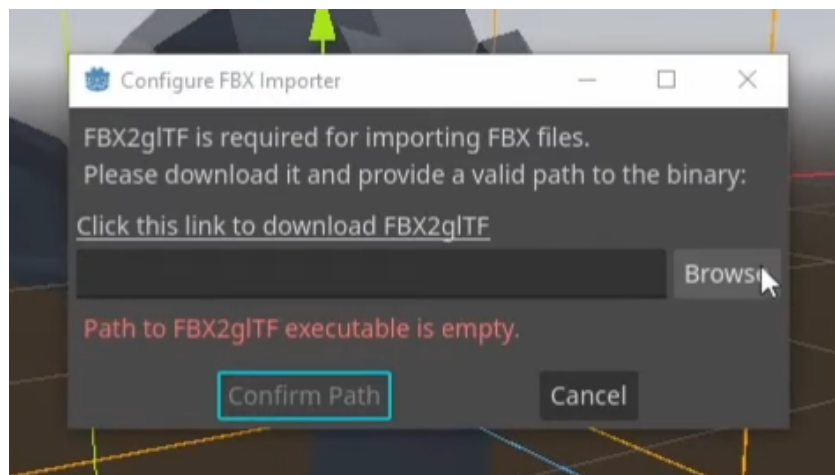 Configure FBX Importer
FBX2glTF is required for importing FBX files.
Please download it and provide a valid path to the binary:
Click this link to download FBX2glTF
Browse
Path to FBX2glTF executable is empty.
Confirm Path
Cancel